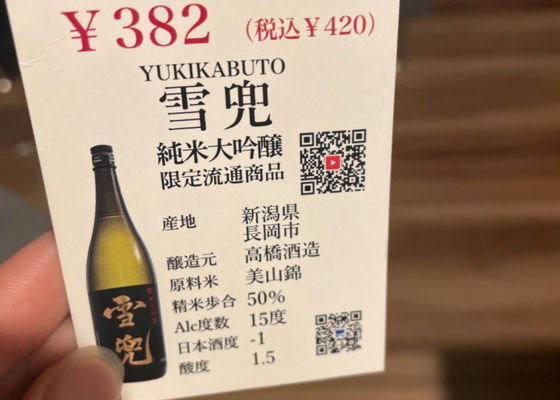 ¥382 (税込¥420)
YUKIKABUTO
雪兜
純米大吟醸
限定流通商品
産地 新潟県
長岡市
醸造元 高橋酒造
原料米 美山錦
精米歩合 50%
Alc度数 15度
日本酒度 -1
酸度 1.5
雪兜